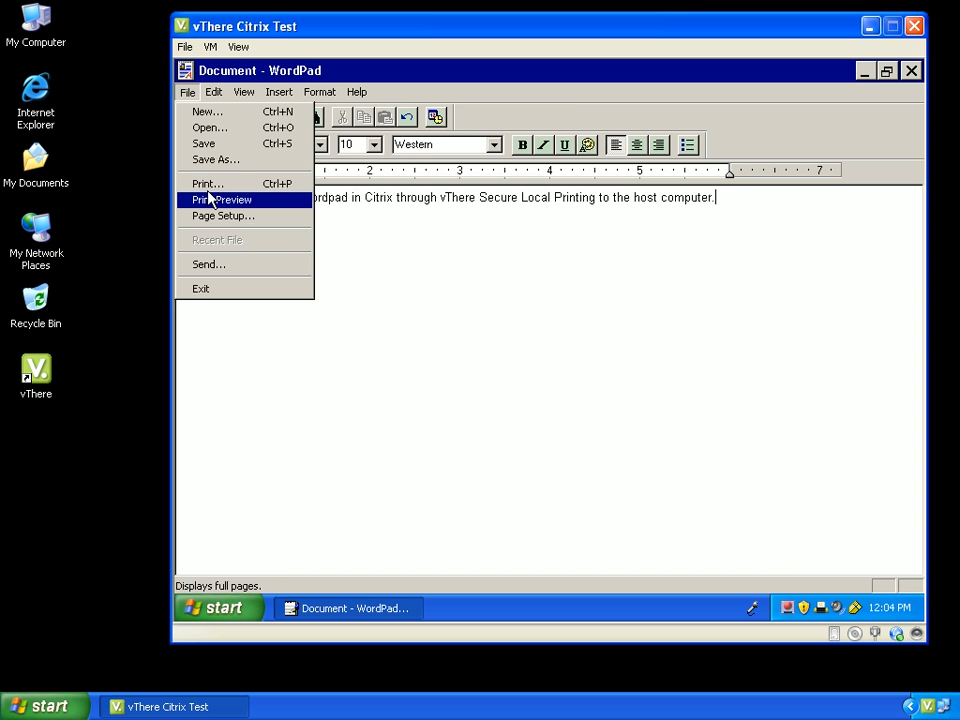 My Computer
Internet
Explorer
My Documents
My Network
Places
Recycle Bin
V.
vThere
V. vThere Citrix Test
File VM View
Document - WordPad
File Edit View Insert Format Help
New... Ctrl+N
Open... Ctrl+O
Save Ctrl+S
Save As...
Print... Ctrl+P
Print Preview
Page Setup...
Recent File
Send...
Exit
10 Western B I U
2 3 4 5 6 7
ordpad in Citrix through vThere Secure Local Printing to the host computer.
Displays full pages.
start Document - WordPad... 12:04 PM
start V. vThere Citrix Test V.